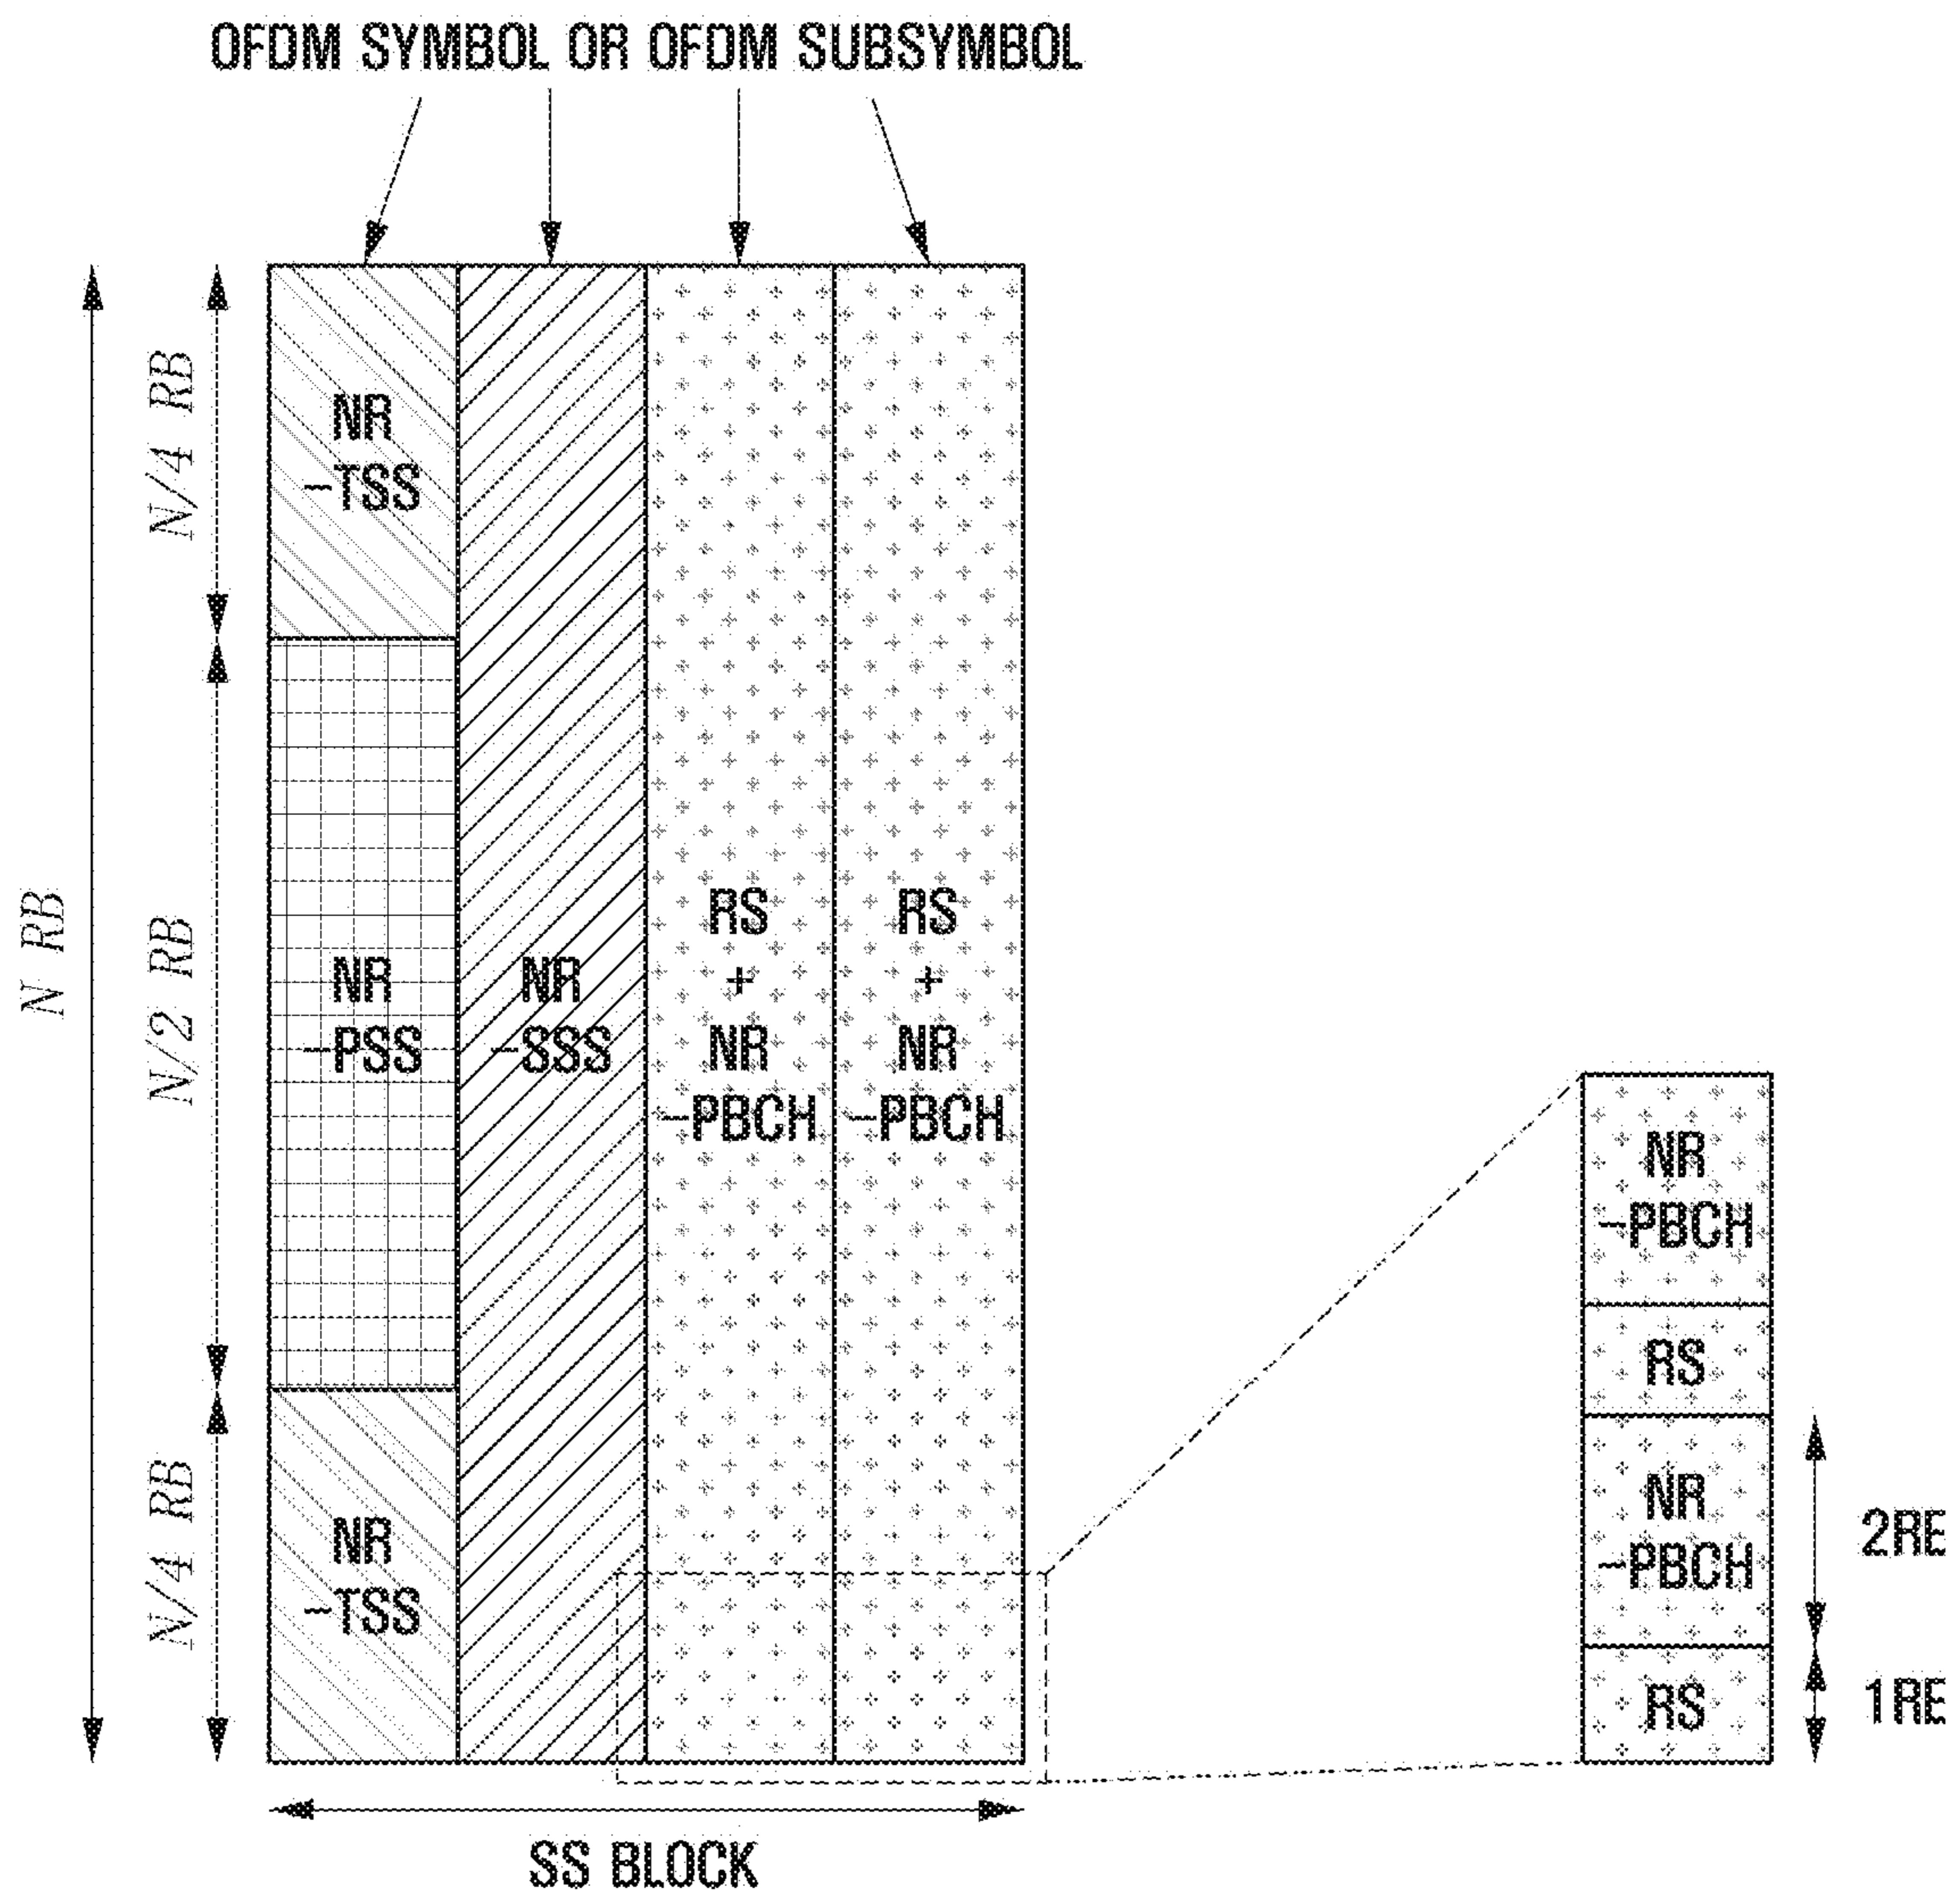 OFDM SYMBOL OR OFDM SUBSYMBOL
N RB
N/4 RB
N/2 RB
N/4 RB
NR
-TSS
NR
-PSS
NR
-TSS
NR
-SSS
RS
+
NR
-PBCH
RS
+
NR
-PBCH
SS BLOCK
NR
-PBCH
RS
NR
-PBCH
RS
2RE
1RE